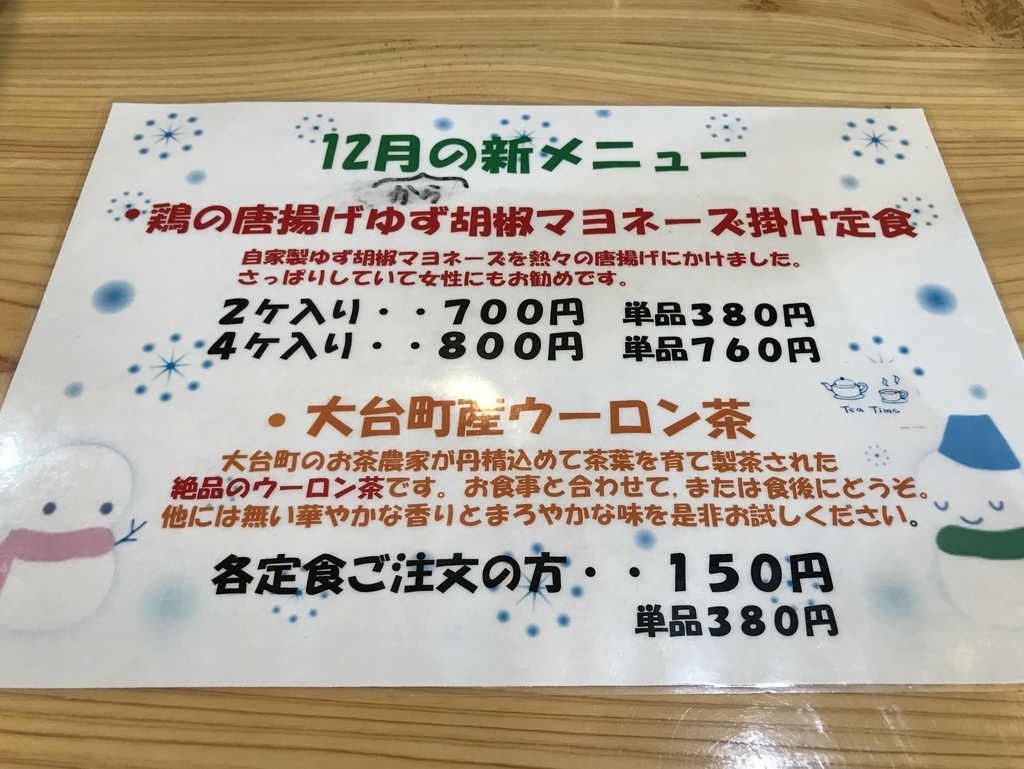 12月の新メニュー
から
・鶏の唐揚げゆず胡椒マヨネーズ掛け定食
自家製ゆず胡椒マヨネーズを熱々の唐揚げにかけました。
さっぱりしていて女性にもお勧めです。
２ケ入り・・７００円　単品３８０円
４ケ入り・・８００円　単品７６０円
Tea Time
・大台町産ウーロン茶
大台町のお茶農家が丹精込めて茶葉を育て製茶された
絶品のウーロン茶です。お食事と合わせて，または食後にどうぞ。
他には無い華やかな香りとまろやかな味を是非お試しください。
各定食ご注文の方・・１５０円
単品３８０円